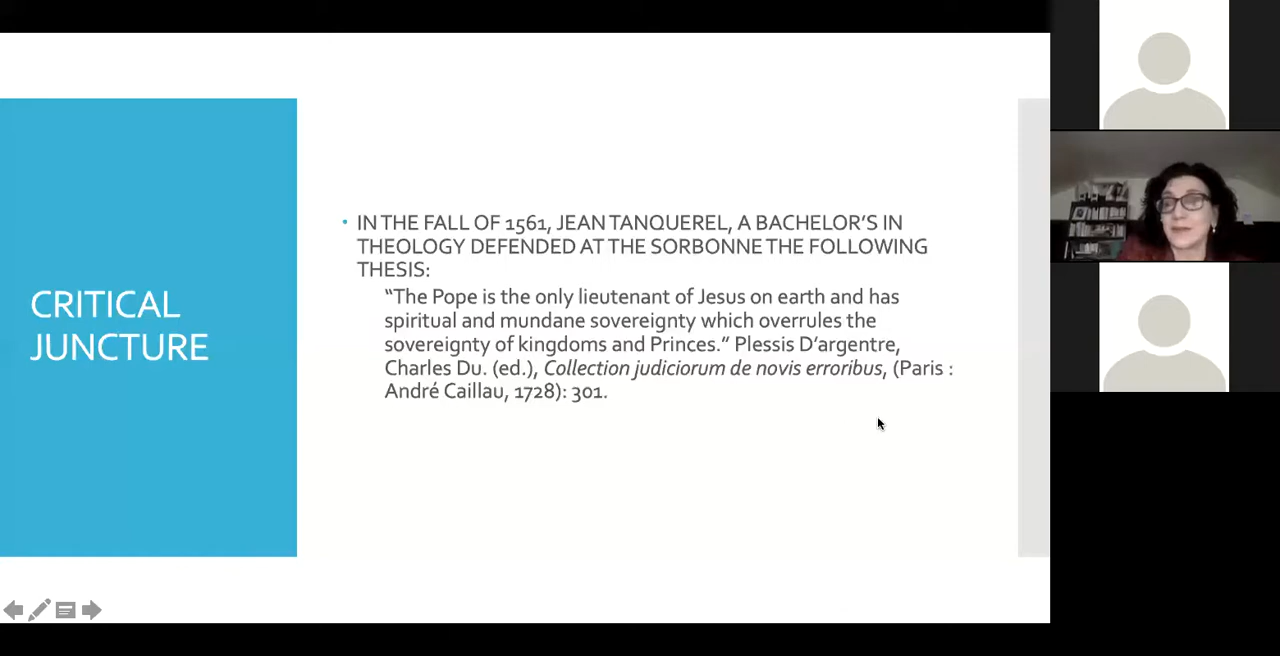 CRITICAL
JUNCTURE
• IN THE FALL OF 1561, JEAN TANQUEREL, A BACHELOR'S IN
THEOLOGY DEFENDED AT THE SORBONNE THE FOLLOWING
THESIS:
“The Pope is the only lieutenant of Jesus on earth and has
spiritual and mundane sovereignty which overrules the
sovereignty of kingdoms and Princes.” Plessis D’argentre,
Charles Du. (ed.), Collection judiciorum de novis erroribus, (Paris :
André Caillau, 1728): 301.